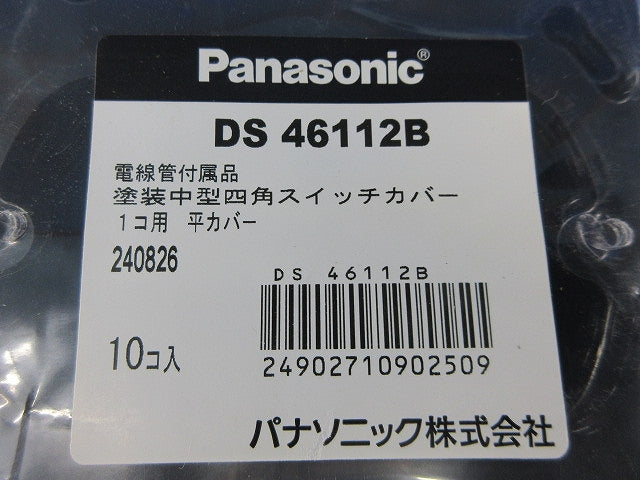 Panasonic®
DS 46112B
電線管付属品
塗装中型四角スイッチカバー
1コ用 平カバー
240826
DS 46112B
10コ入
24902710902509
パナソニック株式会社